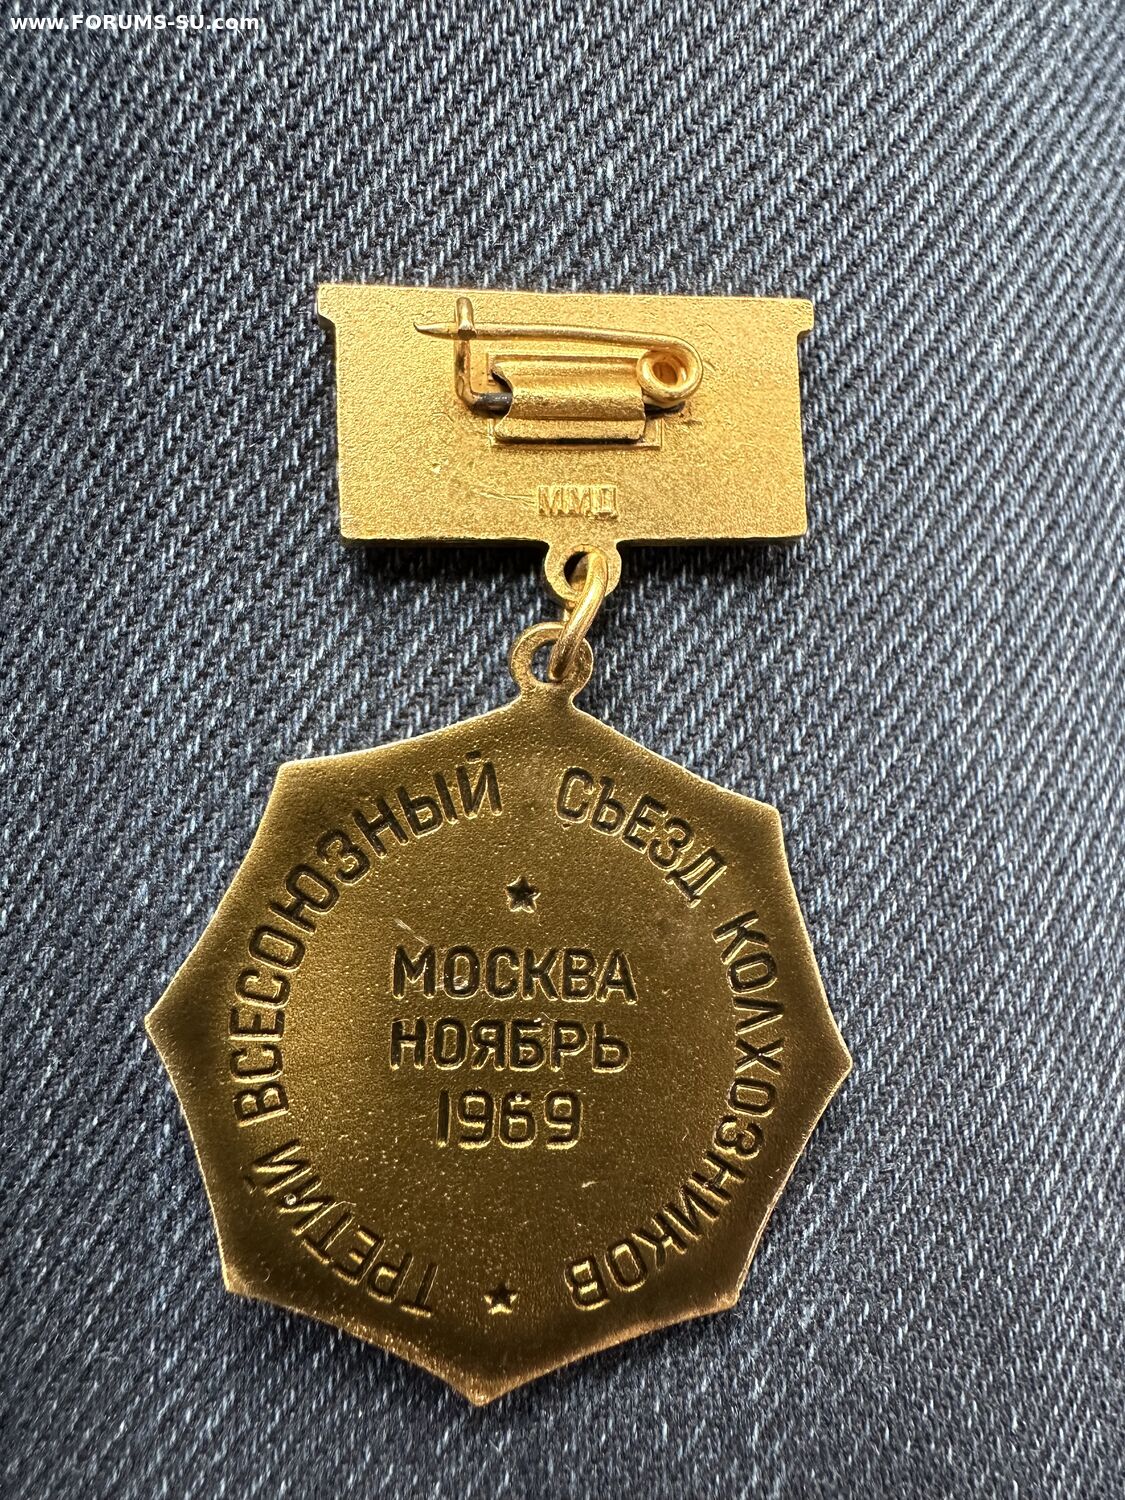 www.FORUMS-SU.com
ММД
ТРЕТИЙ ВСЕСОЮЗНЫЙ СЪЕЗД КОЛХОЗНИКОВ
МОСКВА
НОЯБРЬ
1969